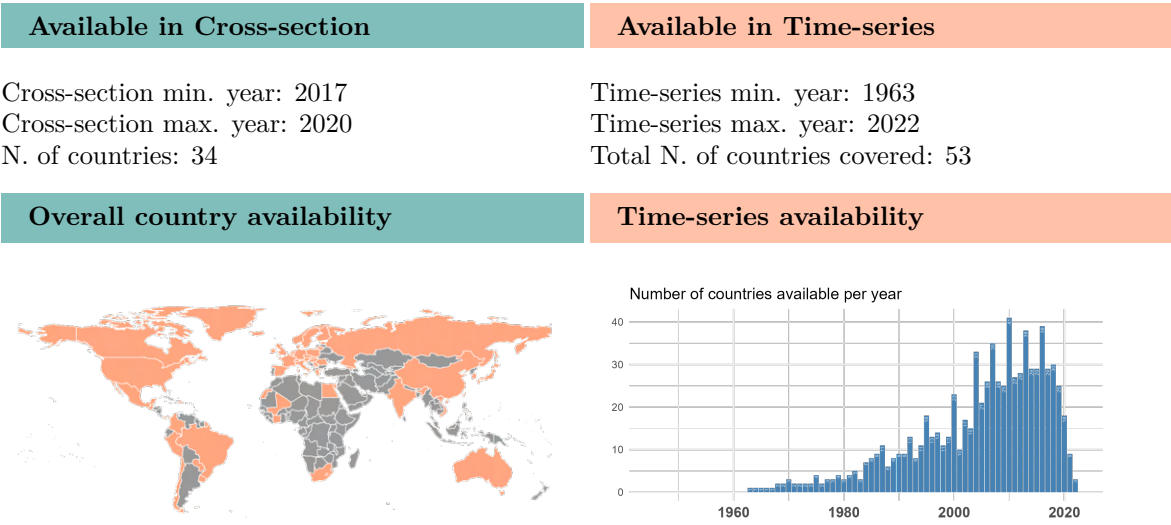 Available in Cross-section
Cross-section min. year: 2017
Cross-section max. year: 2020
N. of countries: 34
Available in Time-series
Time-series min. year: 1963
Time-series max. year: 2022
Total N. of countries covered: 53
Overall country availability
Time-series availability
Number of countries available per year
40
30
20
10
0
1960 1980 2000 2020